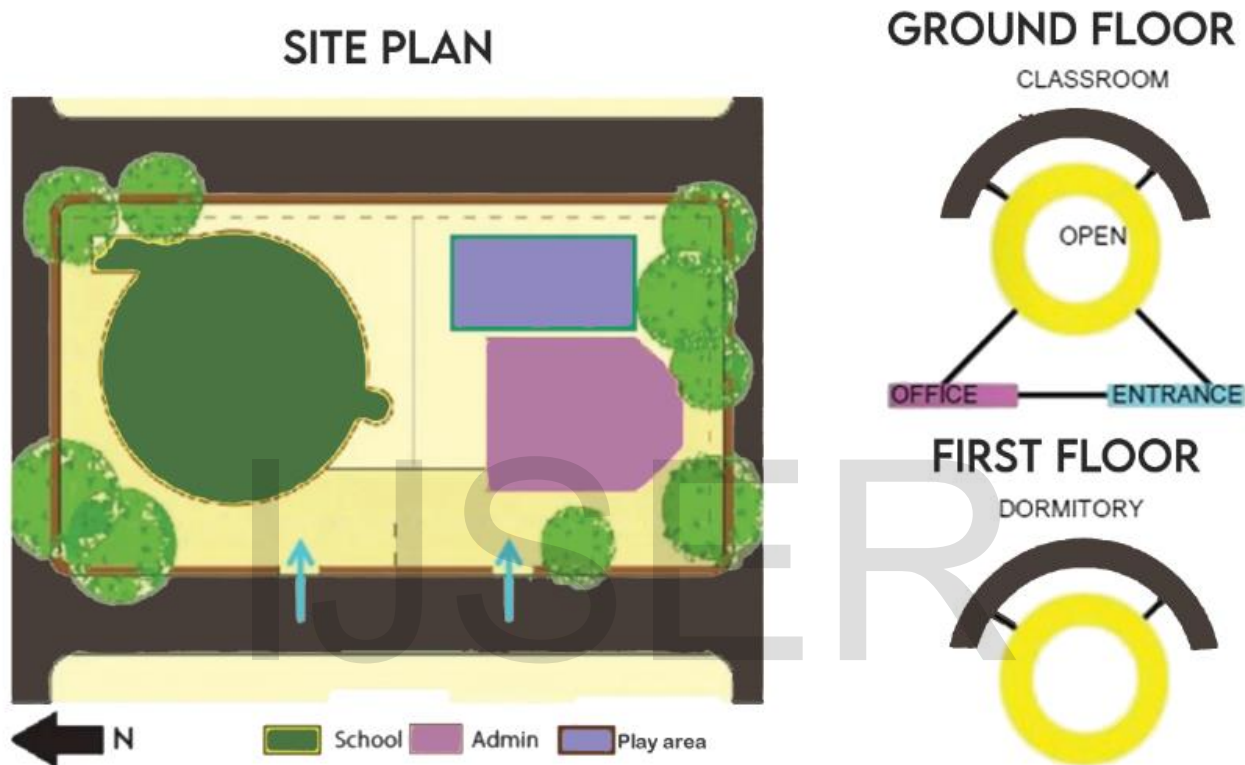 SITE PLAN
GROUND FLOOR
CLASSROOM
OPEN
OFFICE
ENTRANCE
FIRST FLOOR
DORMITORY
IJSER
N
School
Admin
Play area